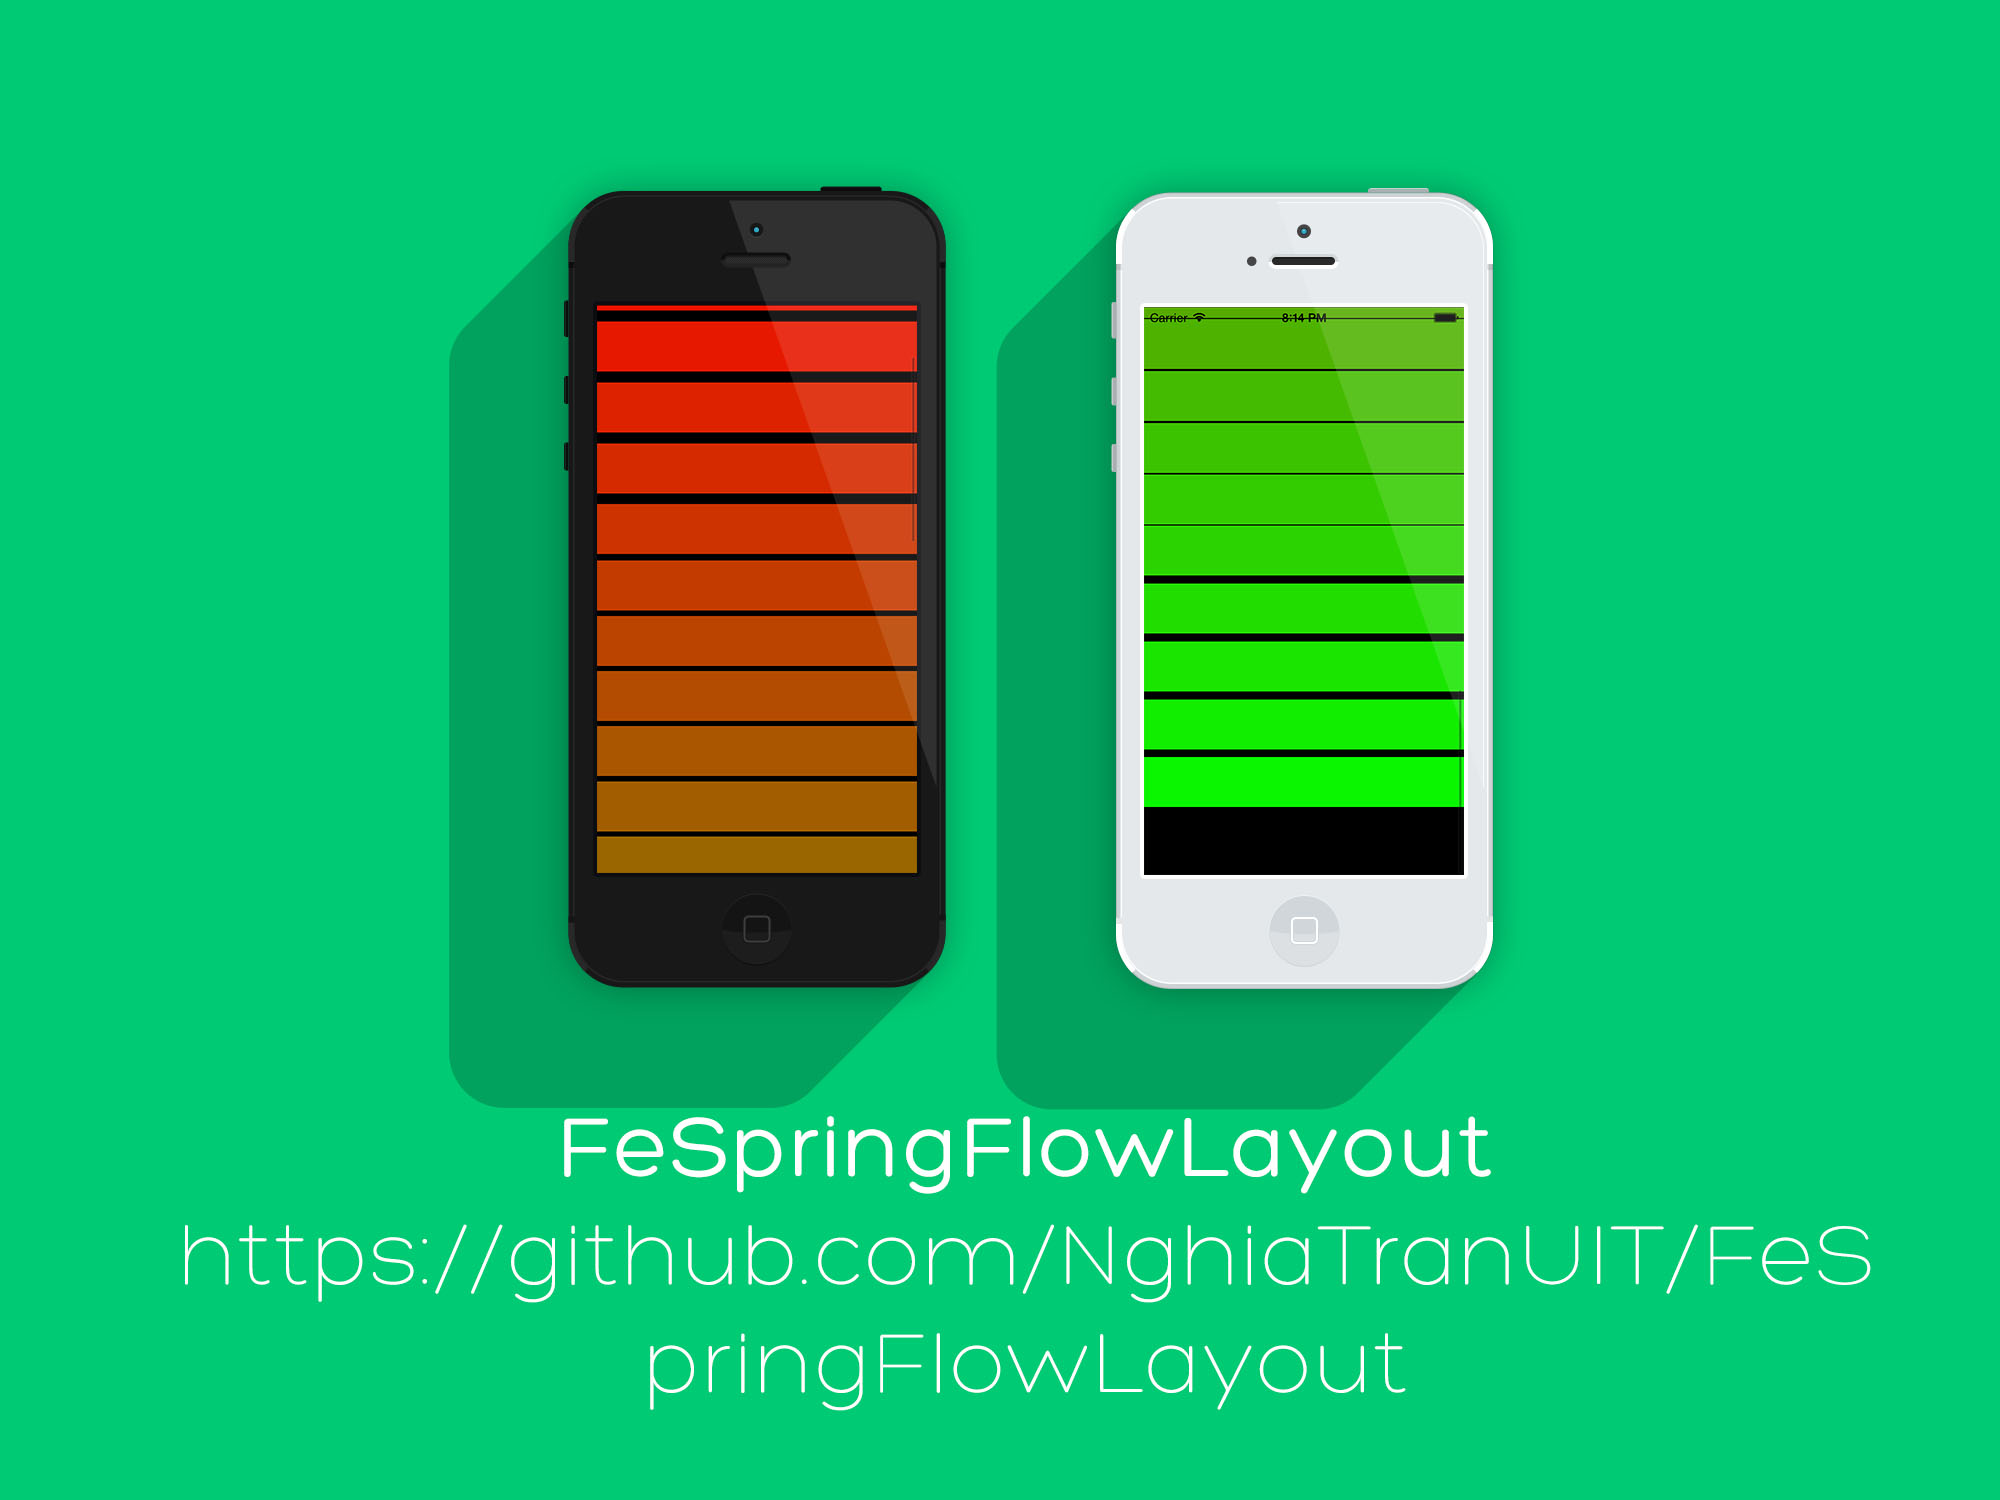 Carrier 8:14 PM
FeSpringFlowLayout
https://github.com/NghiaTranUIT/FeS
pringFlowLayout